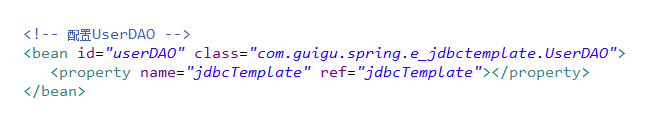 <!-- 配置UserDAO -->
<bean id="userDAO" class="com.guigu.spring.e_jdbctemplate.UserDAO">
<property name="jdbcTemplate" ref="jdbcTemplate"></property>
</bean>